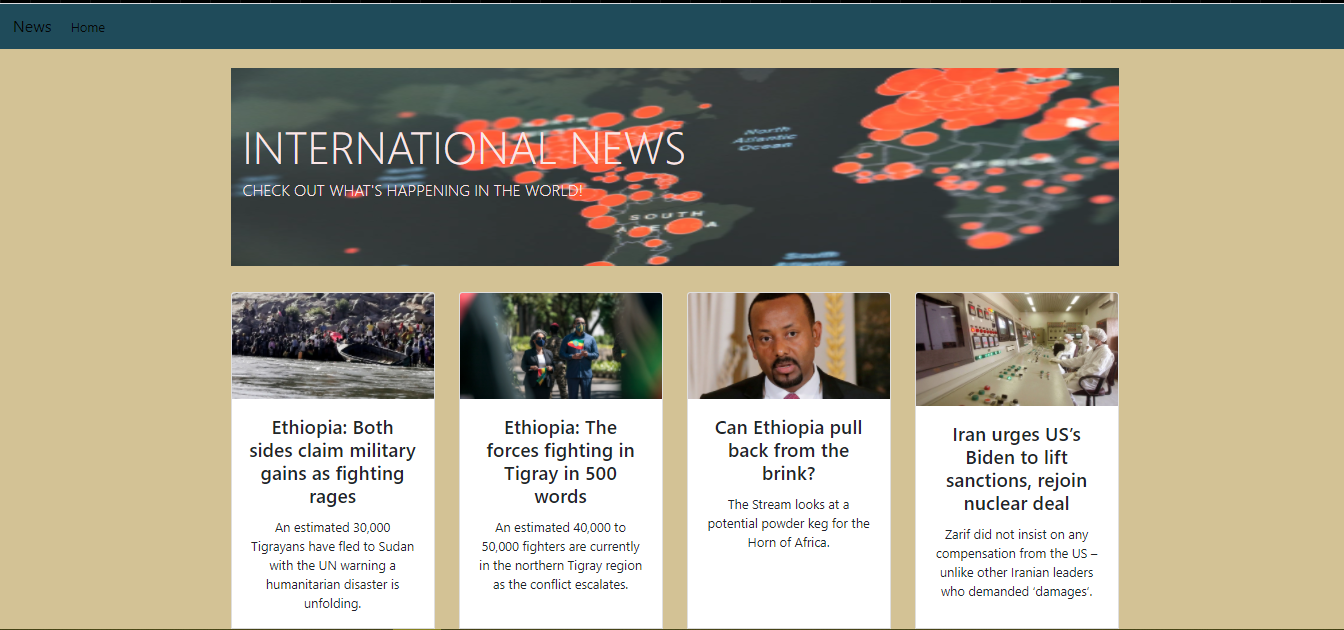 News Home
North
Atlantic
Ocean
AFRICA
INTERNATIONAL NEWS
CHECK OUT WHAT'S HAPPENING IN THE WORLD!
SOUTH
AMERICA
South
Atlantic
Ethiopia: Both
sides claim military
gains as fighting
rages
An estimated 30,000
Tigrayans have fled to Sudan
with the UN warning a
humanitarian disaster is
unfolding.
Ethiopia: The
forces fighting in
Tigray in 500
words
An estimated 40,000 to
50,000 fighters are currently
in the northern Tigray region
as the conflict escalates.
Can Ethiopia pull
back from the
brink?
The Stream looks at a
potential powder keg for the
Horn of Africa.
Iran urges US’s
Biden to lift
sanctions, rejoin
nuclear deal
Zarif did not insist on any
compensation from the US –
unlike other Iranian leaders
who demanded ‘damages’.